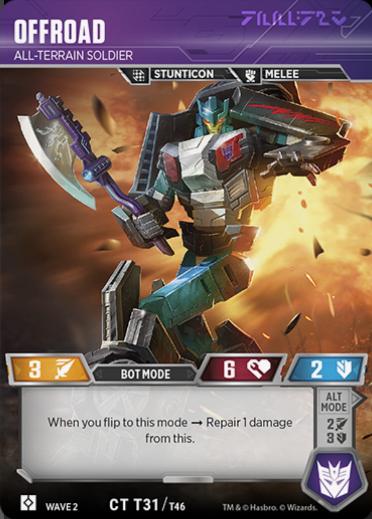 OFFROAD
ALL-TERRAIN SOLDIER
STUNTICON MELEE
3 BOT MODE 6 2
ALT
MODE
2
3
When you flip to this mode → Repair 1 damage
from this.
WAVE 2 CT T31/T46 TM & © Hasbro. © Wizards.